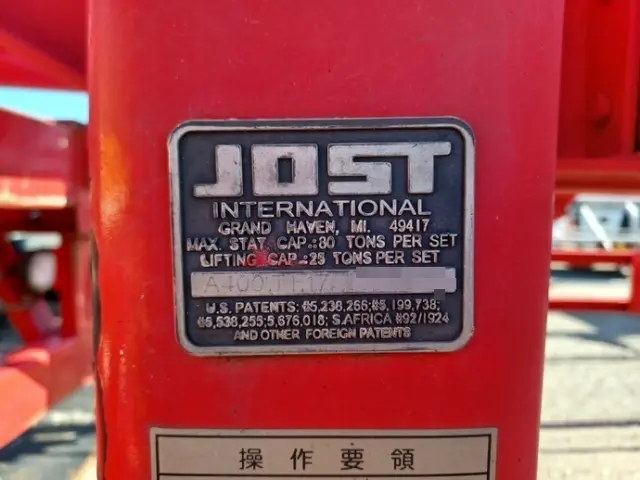 JOST
INTERNATIONAL
GRAND HAVEN, MI. 49417
MAX. STAT. CAP.:80 TONS PER SET
LIFTING CAP.:25 TONS PER SET
U.S. PATENTS: #5,238,266;#5,199,738;
#5,538,255;5,676,018; S.AFRICA #92/1924
AND OTHER FOREIGN PATENTS
操作要領